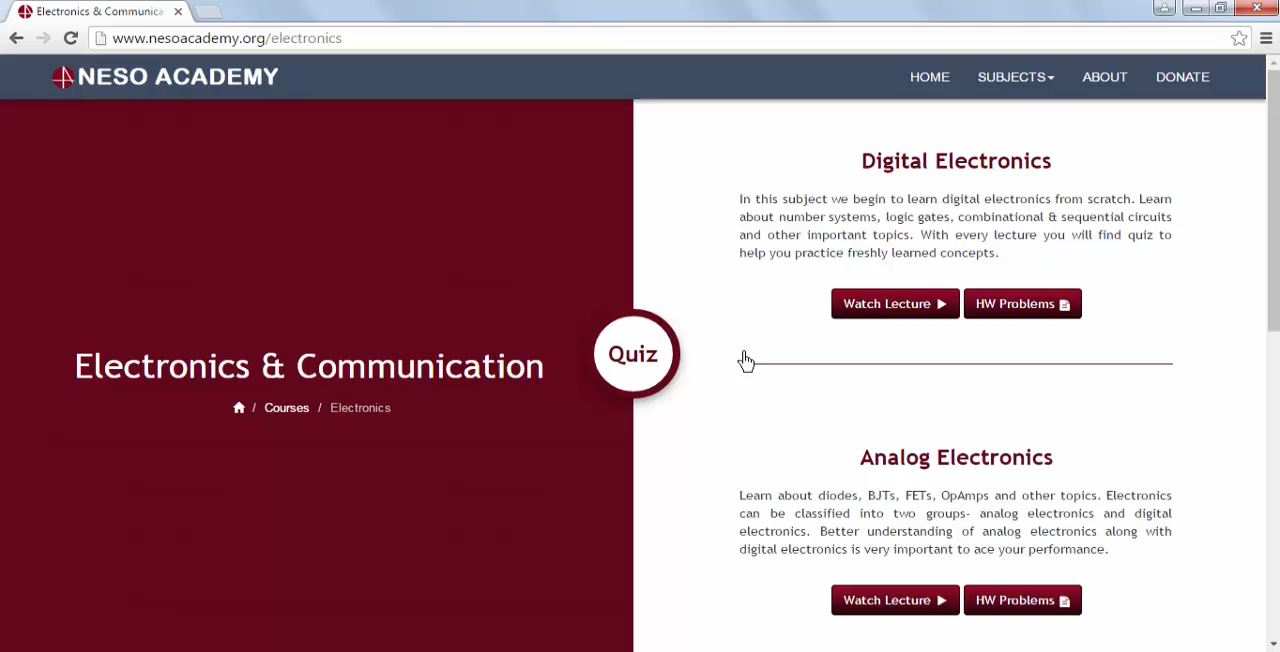 Electronics & Communica
www.nesoacademy.org/electronics
NESO ACADEMY
HOME
SUBJECTS
ABOUT
DONATE
Electronics & Communication
/ Courses / Electronics
Quiz
Digital Electronics
In this subject we begin to learn digital electronics from scratch. Learn
about number systems, logic gates, combinational & sequential circuits
and other important topics. With every lecture you will find quiz to
help you practice freshly learned concepts.
Watch Lecture
HW Problems
Analog Electronics
Learn about diodes, BJTs, FETs, OpAmps and other topics. Electronics
can be classified into two groups- analog electronics and digital
electronics. Better understanding of analog electronics along with
digital electronics is very important to ace your performance.
Watch Lecture
HW Problems